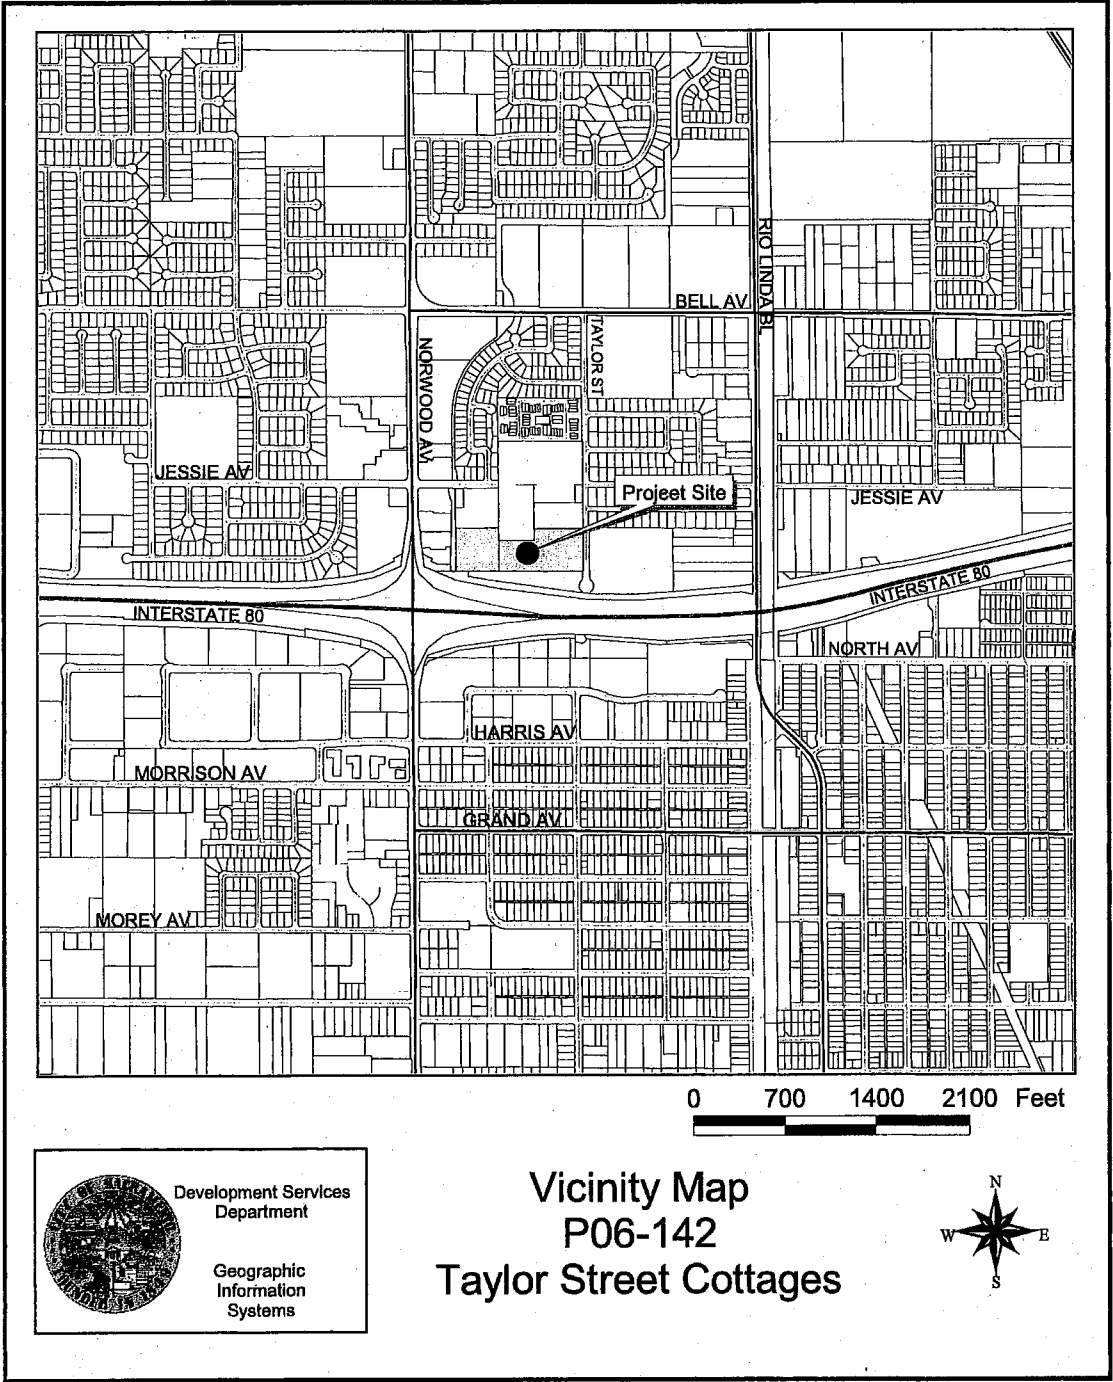 RIO LINDA BL
BELL AV
TAYLOR ST
NORWOOD AV
JESSIE AV
Project Site
JESSIE AV
INTERSTATE 80
INTERSTATE 80
NORTH AV
HARRIS AV
MORRISON AV
GRAND AV
MOREY AV
0 700 1400 2100 Feet
Development Services
Department
Geographic
Information
Systems
Vicinity Map
P06-142
Taylor Street Cottages
N
W E
S